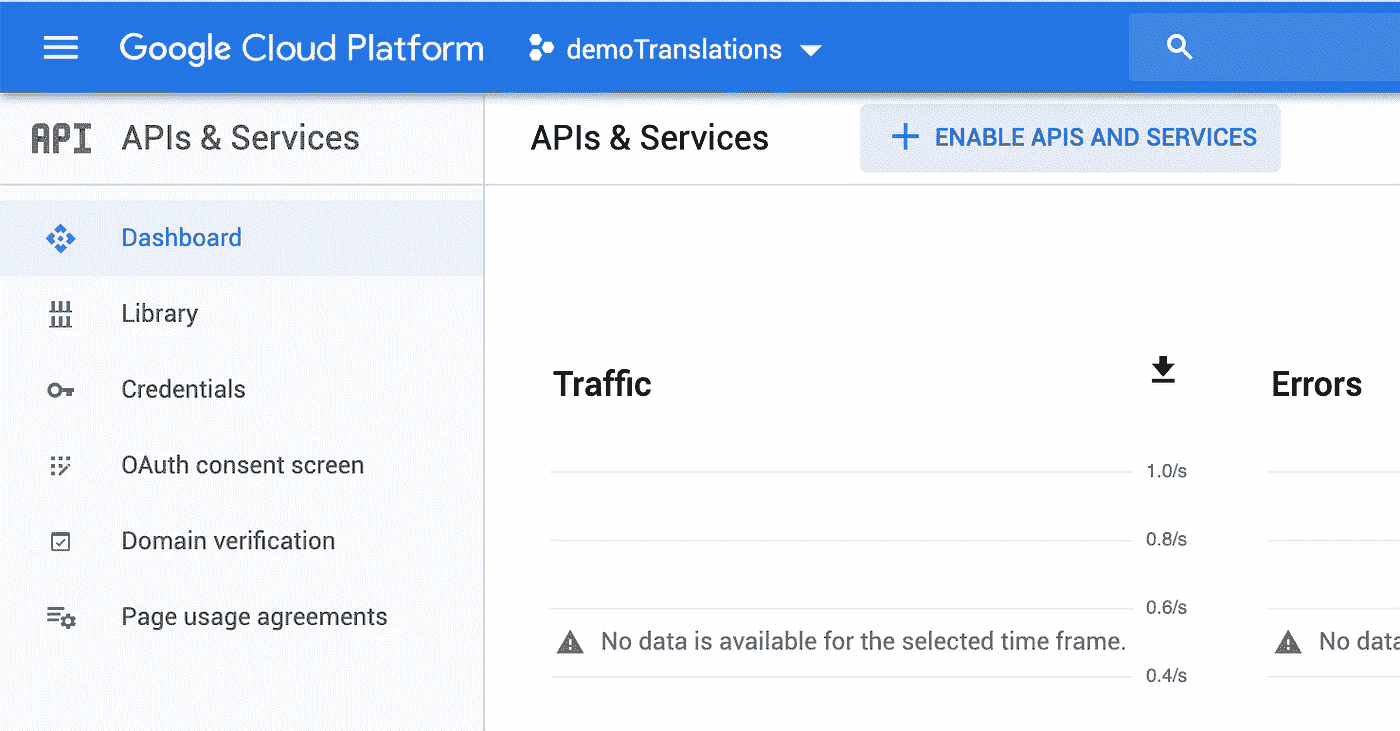 Google Cloud Platform
demoTranslations
API
APIs & Services
APIs & Services
ENABLE APIS AND SERVICES
Dashboard
Library
Credentials
OAuth consent screen
Domain verification
Page usage agreements
Traffic
1.0/s
0.8/s
0.6/s
No data is available for the selected time frame.
0.4/s
Errors
No data